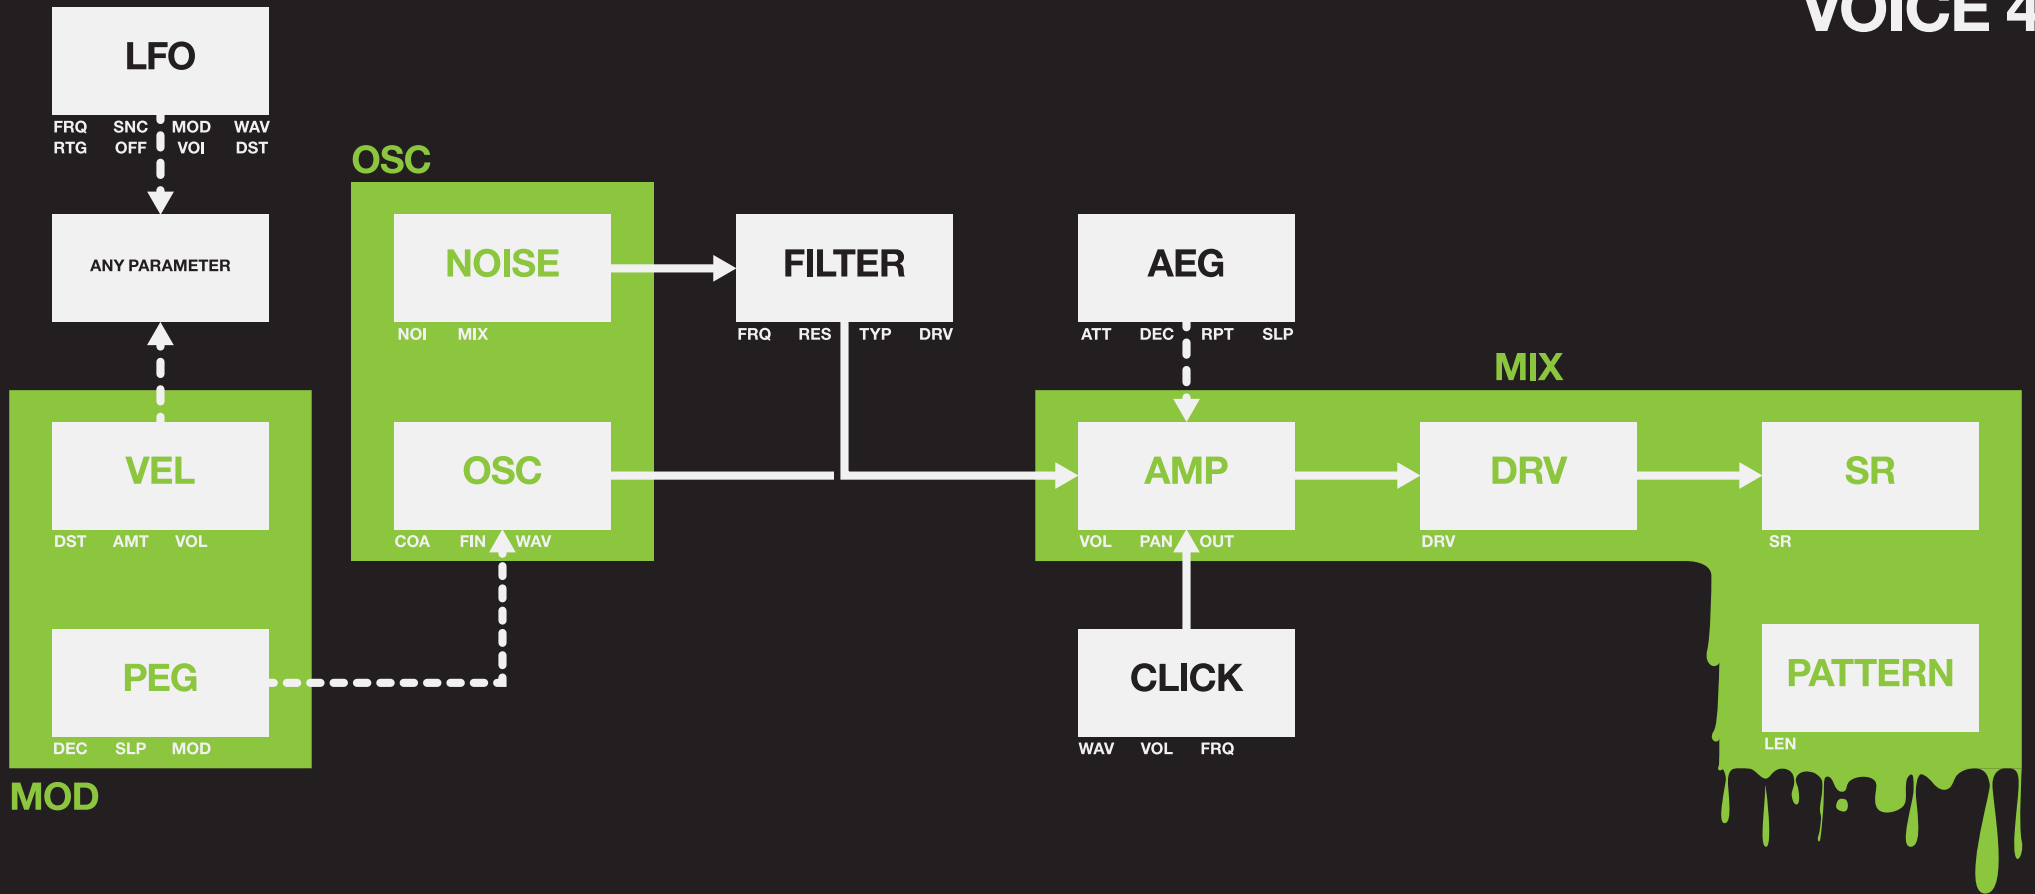 VOICE 4
LFO
FRQ SNC MOD WAV
RTG OFF VOI DST
ANY PARAMETER
OSC
NOISE
NOI MIX
FILTER
FRQ RES TYP DRV
AEG
ATT DEC RPT SLP
MIX
VEL
DST AMT VOL
OSC
COA FIN WAV
AMP
VOL PAN OUT
DRV
DRV
SR
SR
PEG
DEC SLP MOD
MOD
CLICK
WAV VOL FRQ
PATTERN
LEN